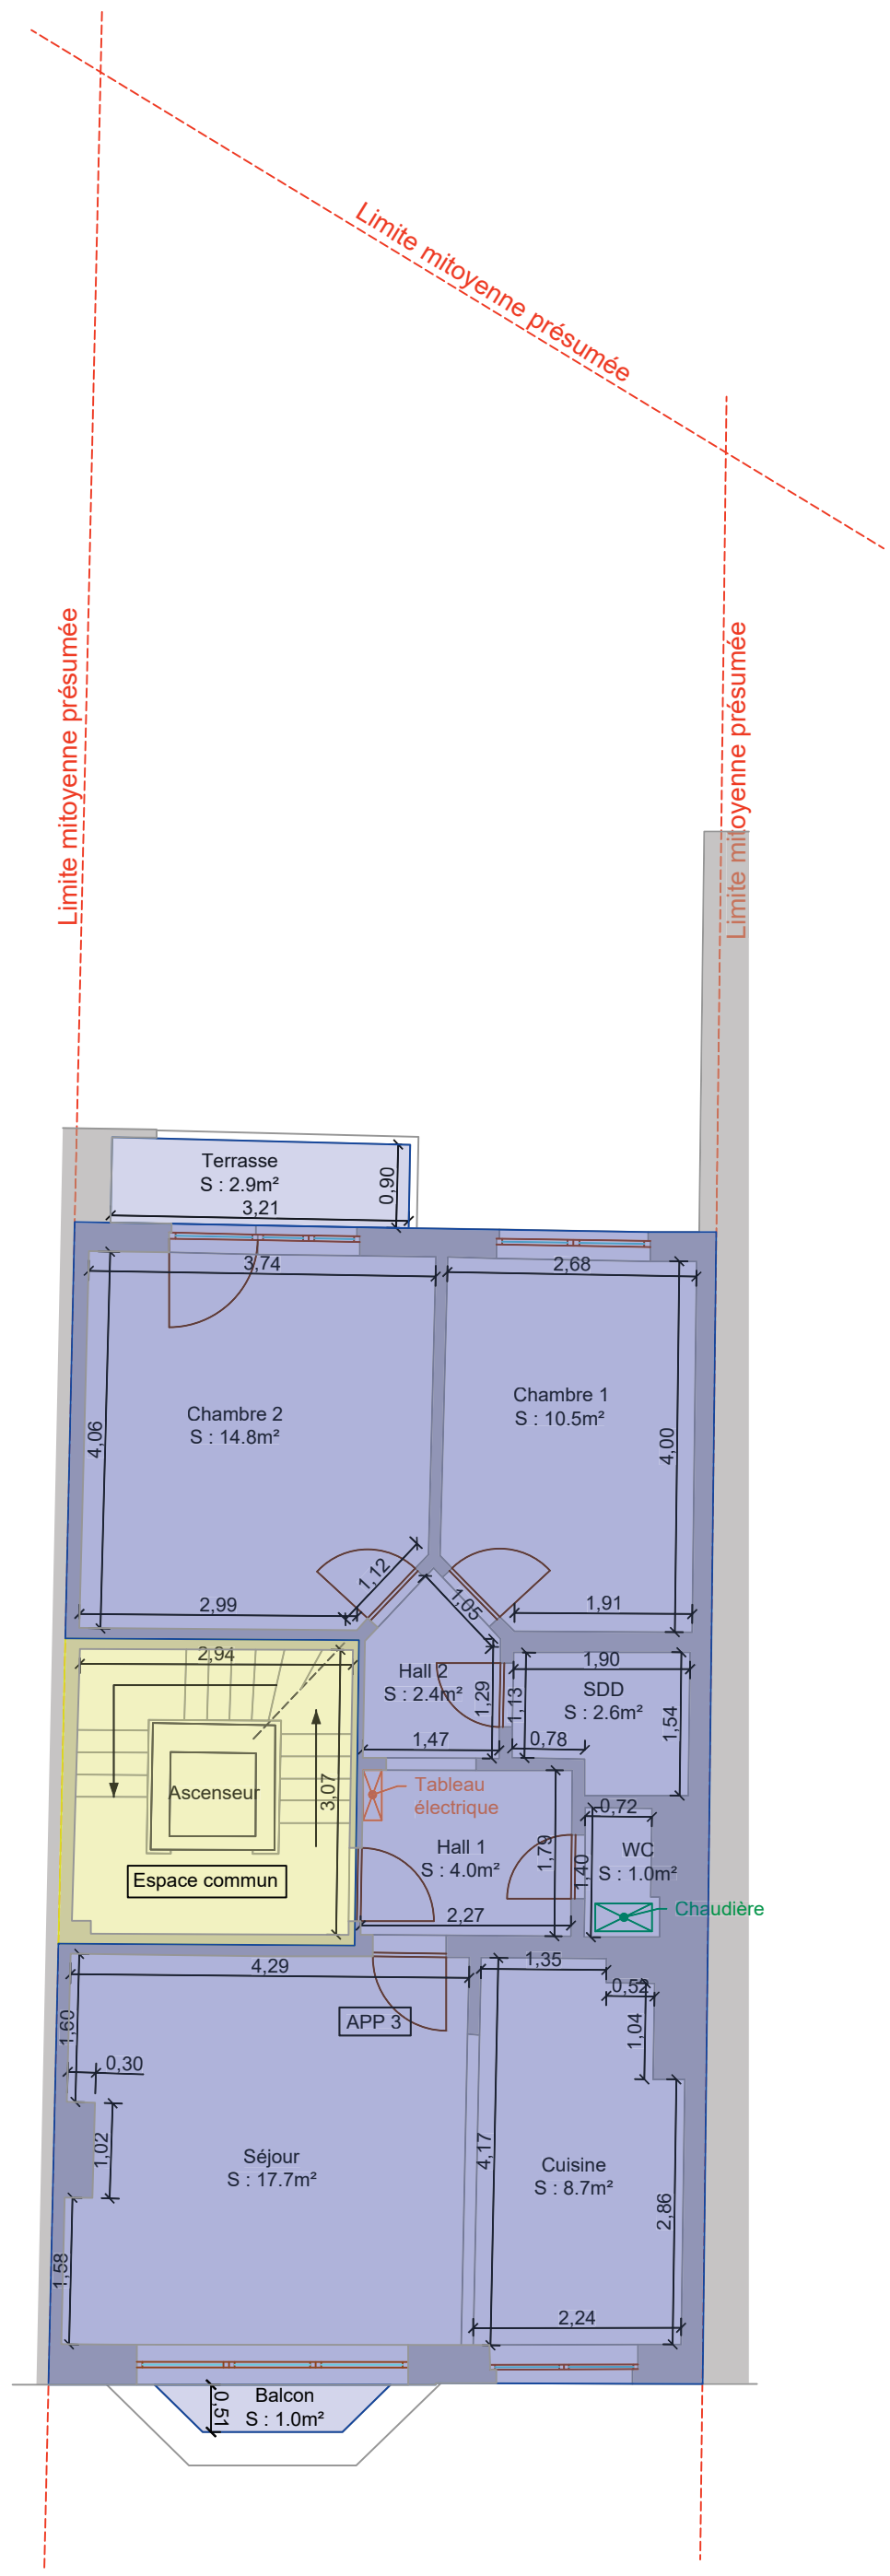 Limite mitoyenne présumée
Limite mitoyenne présumée
Limite mitoyenne présumée
Terrasse
S : 2.9m²
0,90
3,21
3,74
2,68
Chambre 1
S : 10.5m²
Chambre 2
S : 14.8m²
4,06
4,00
1,12
1,05
2,99
1,91
2,94
1,90
Hall 2
S : 2.4m²
1,29
1,13
SDD
S : 2.6m²
1,54
1,47
0,78
Ascenseur
3,07
Tableau
électrique
0,72
Hall 1
S : 4.0m²
1,79
1,40
WC
S : 1.0m²
Espace commun
Chaudière
2,27
4,29
1,35
0,52
1,04
APP 3
1,60
0,30
1,02
Séjour
S : 17.7m²
4,17
Cuisine
S : 8.7m²
2,86
1,58
2,24
Balcon
S : 1.0m²
0,51